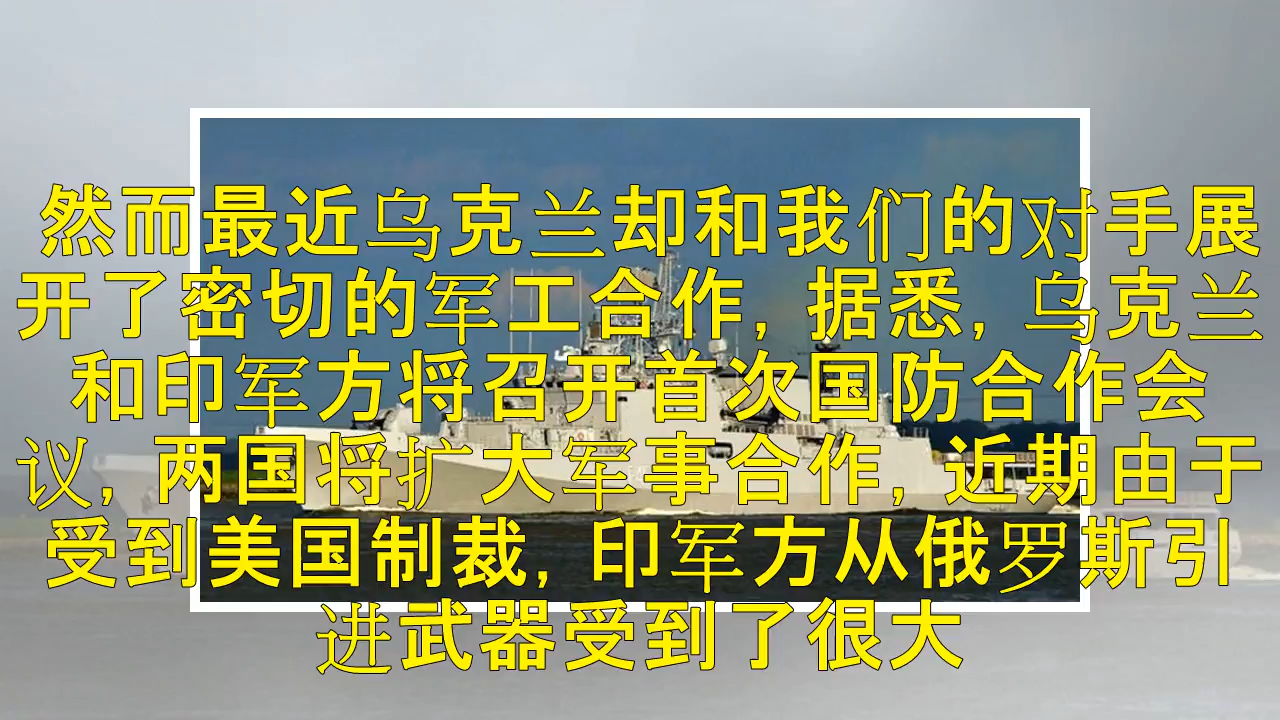 然而最近乌克兰却和我们的对手展
开了密切的军工合作,据悉,乌克兰
和印军方将召开首次国防合作会
议,两国将扩大军事合作,近期由于
受到美国制裁,印军方从俄罗斯引
进武器受到了很大